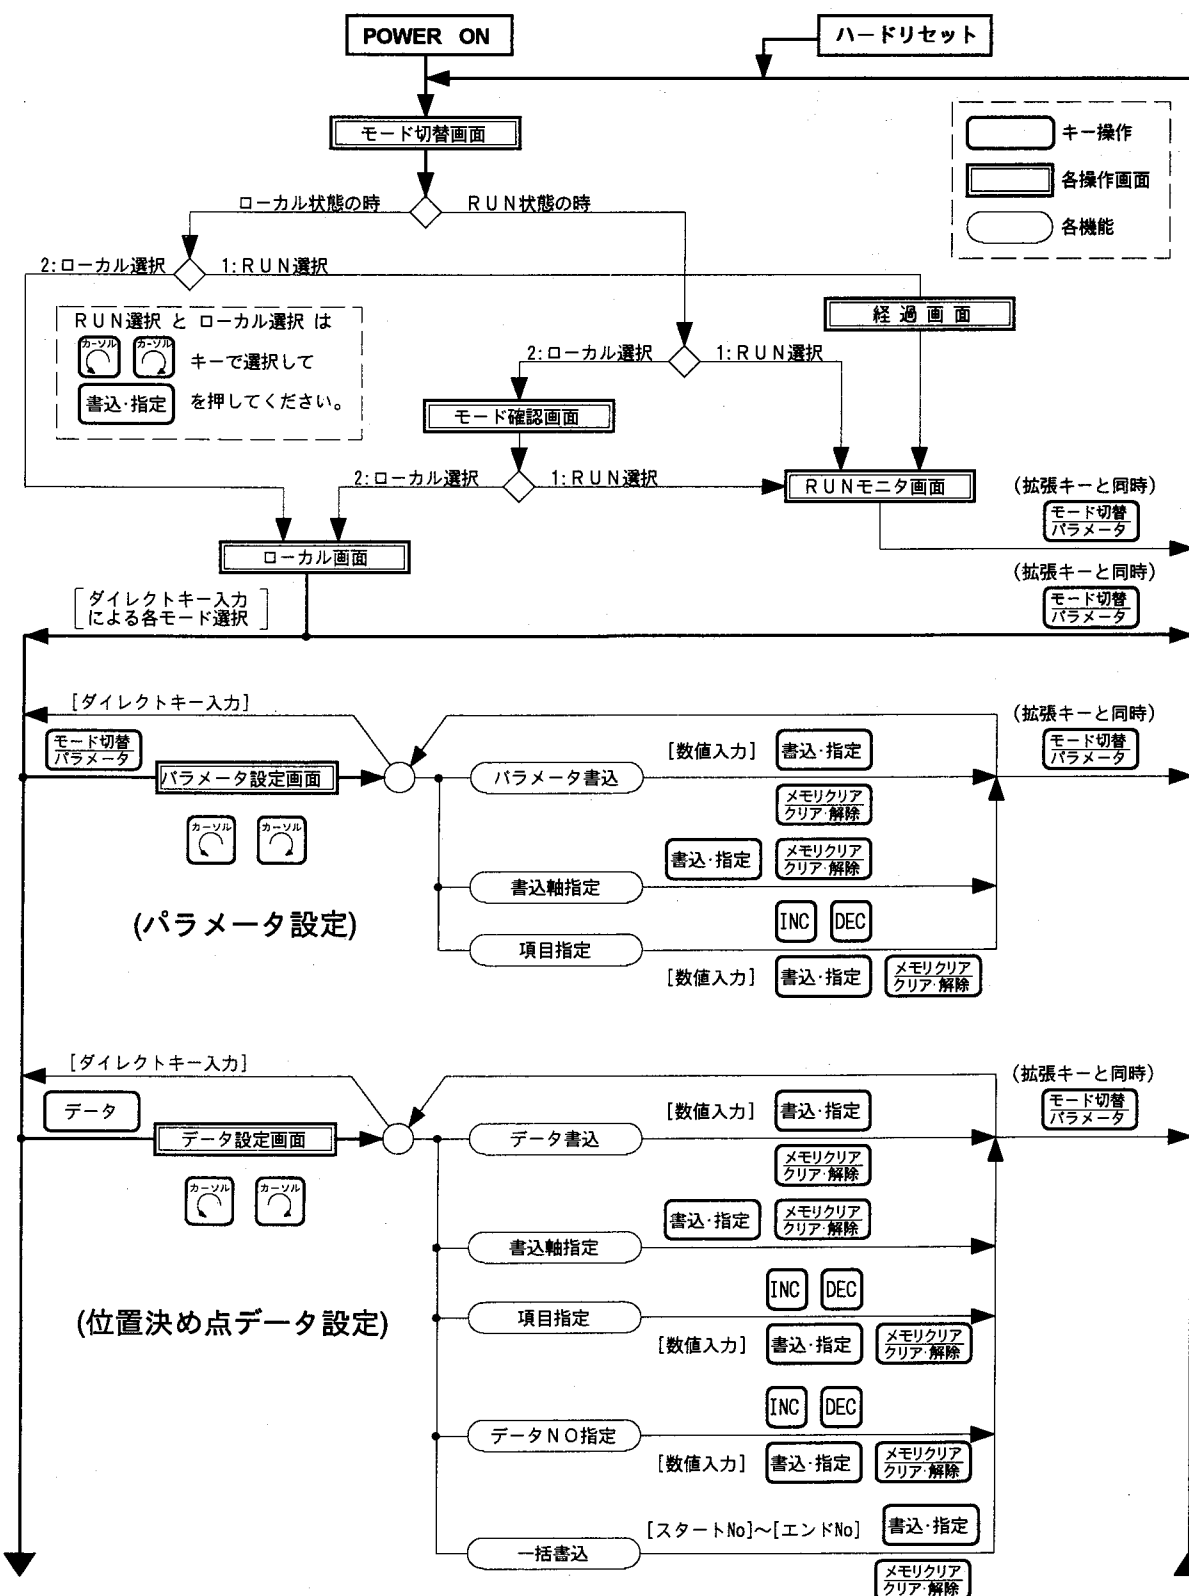 POWER ON
ハードリセット
モード切替画面
キー操作
各操作画面
各機能
ローカル状態の時
RUN状態の時
2:ローカル選択
1:RUN選択
経過画面
RUN選択 と ローカル選択 は
カーソル カーソル キーで選択して
書込・指定 を押してください。
2:ローカル選択
1:RUN選択
モード確認画面
2:ローカル選択
1:RUN選択
RUNモニタ画面
(拡張キーと同時)
モード切替
パラメータ
ローカル画面
(拡張キーと同時)
モード切替
パラメータ
ダイレクトキー入力
による各モード選択
[ダイレクトキー入力]
モード切替
パラメータ
パラメータ設定画面
カーソル カーソル
(パラメータ設定)
パラメータ書込
[数値入力] 書込・指定
メモリクリア
クリア・解除
(拡張キーと同時)
モード切替
パラメータ
書込軸指定
書込・指定
メモリクリア
クリア・解除
項目指定
INC DEC
[数値入力] 書込・指定
メモリクリア
クリア・解除
[ダイレクトキー入力]
データ
データ設定画面
カーソル カーソル
(位置決め点データ設定)
データ書込
[数値入力] 書込・指定
メモリクリア
クリア・解除
(拡張キーと同時)
モード切替
パラメータ
書込軸指定
書込・指定
メモリクリア
クリア・解除
項目指定
INC DEC
[数値入力] 書込・指定
メモリクリア
クリア・解除
データNO指定
INC DEC
[数値入力] 書込・指定
メモリクリア
クリア・解除
一括書込
[スタートNo]～[エンドNo] 書込・指定
メモリクリア
クリア・解除